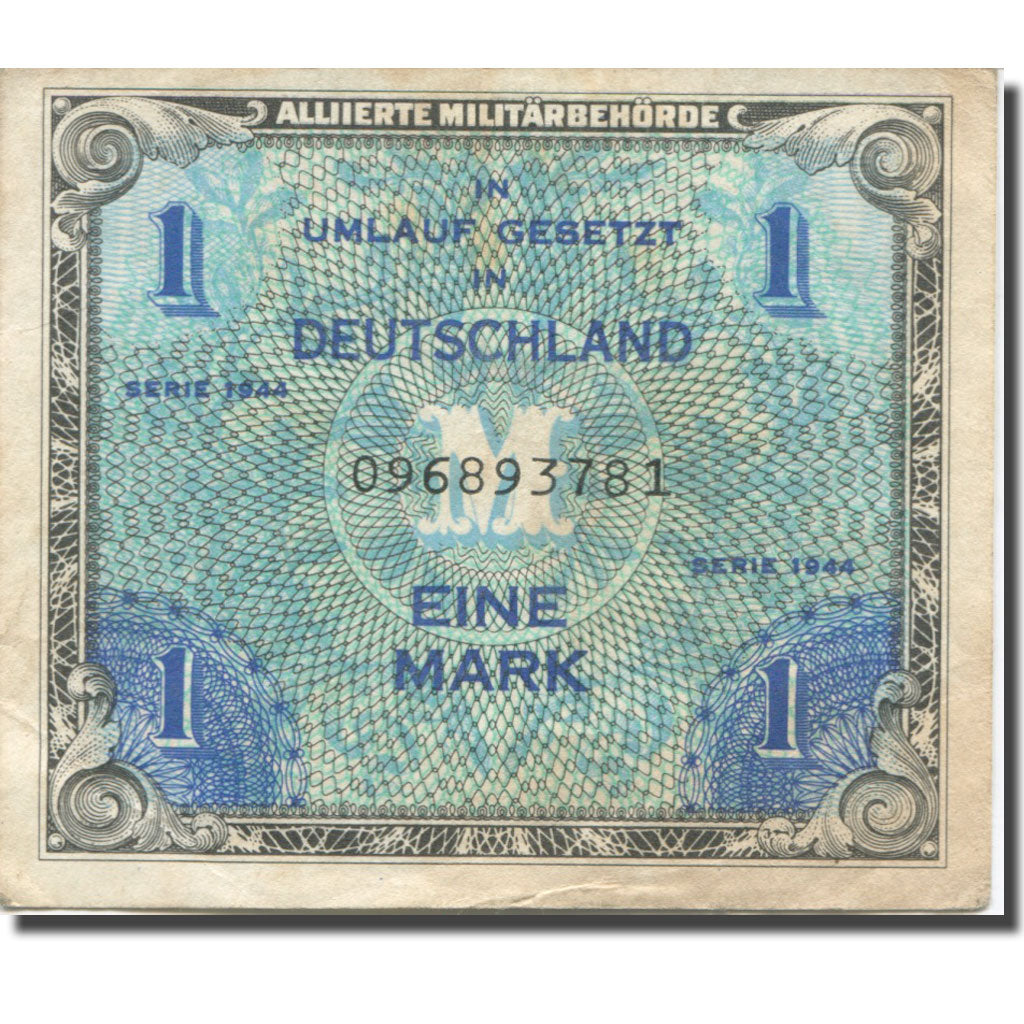 ALLIIERTE MILITÄRBEHÖRDE
IN
1 UMLAUF GESETZT 1
IN
DEUTSCHLAND
SERIE 1944
M
096893781
SERIE 1944
EINE
MARK
1 1